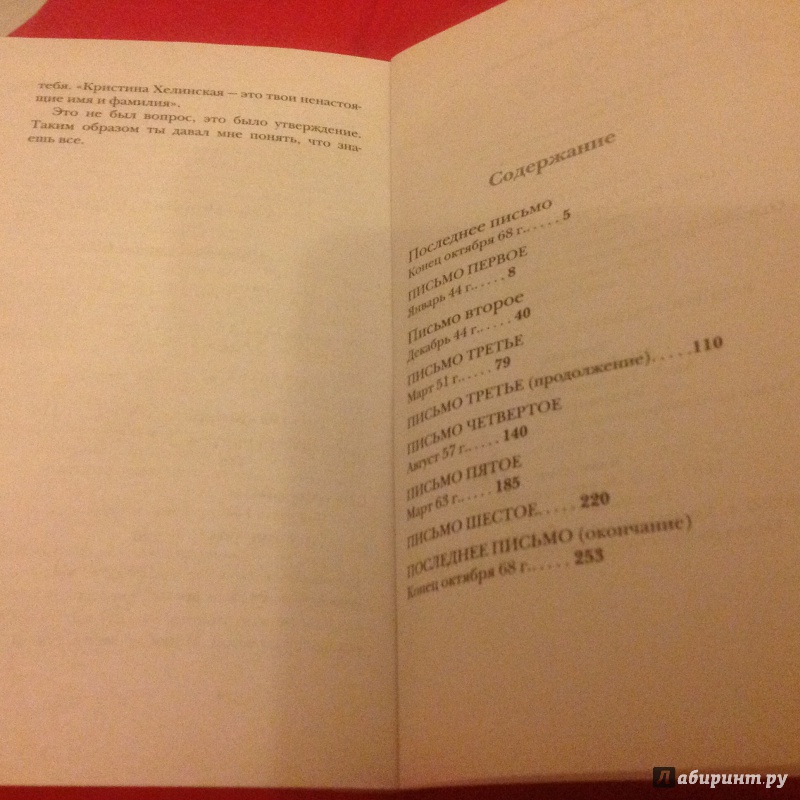 тебя. «Кристина Хелинская — это твои ненастоя-
щие имя и фамилия».
Это не был вопрос, это было утверждение.
Таким образом ты давал мне понять, что зна-
ешь все.
Содержание
Последнее письмо
Конец октября 68 г.. . . . . 5
ПИСЬМО ПЕРВОЕ
Январь 44 г.. . . . . 8
Письмо второе
Декабрь 44 г.. . . . . 40
ПИСЬМО ТРЕТЬЕ
Март 51 г.. . . . . 79
ПИСЬМО ТРЕТЬЕ (продолжение). . . . . 110
ПИСЬМО ЧЕТВЕРТОЕ
Август 57 г.. . . . . 140
ПИСЬМО ПЯТОЕ
Март 63 г.. . . . . 185
ПИСЬМО ШЕСТОЕ. . . . . 220
ПОСЛЕДНЕЕ ПИСЬМО (окончание)
Конец октября 68 г.. . . . . 253
Лабиринт.ру